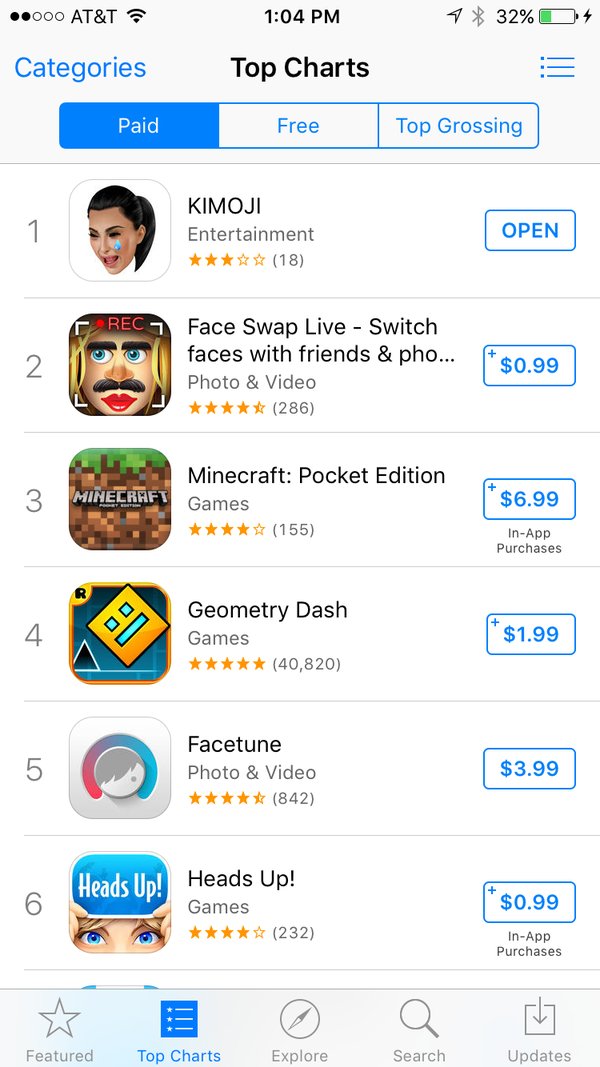 AT&T 1:04 PM 32%
Categories Top Charts
Paid Free Top Grossing
1
KIMOJI
Entertainment
(18)
OPEN
2
REC
Face Swap Live - Switch
faces with friends & pho...
Photo & Video
(286)
+ $0.99
3
MINECRAFT
POCKET EDITION
Minecraft: Pocket Edition
Games
(155)
+ $6.99
In-App
Purchases
4
R
Geometry Dash
Games
(40,820)
+ $1.99
5
Facetune
Photo & Video
(842)
$3.99
6
Heads Up!
Heads Up!
Games
(232)
+ $0.99
In-App
Purchases
Featured Top Charts Explore Search Updates